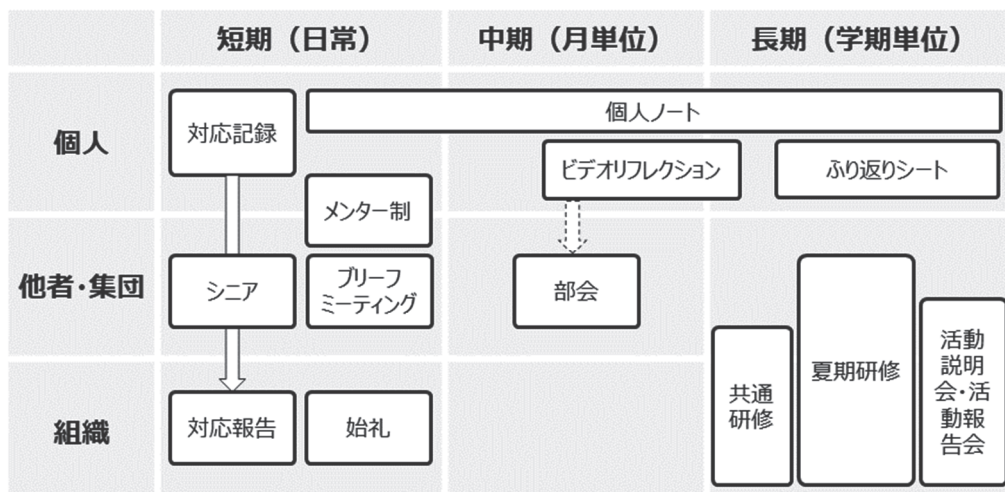 短期（日常）
中期（月単位）
長期（学期単位）
個人
対応記録
個人ノート
ビデオリフレクション
ふり返りシート
メンター制
他者・集団
シニア
ブリーフ
ミーティング
部会
組織
対応報告
始礼
共通
研修
夏期研修
活動
説明
会・活
動報
告会